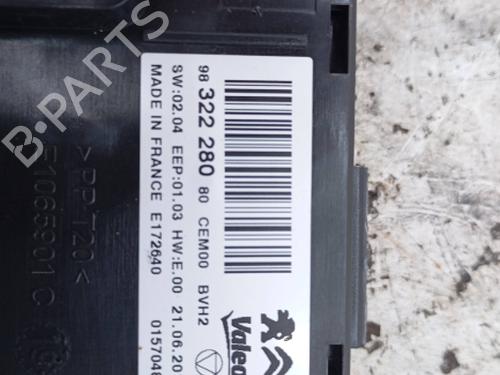 98 322 280 80 CEM00 BVH2
SW:02.04 EEP:01.03 HW:E.00 21.06.20
MADE IN FRANCE E172640 0157048
Valeo
>PP T20<
E1065901 C
B-PARTS